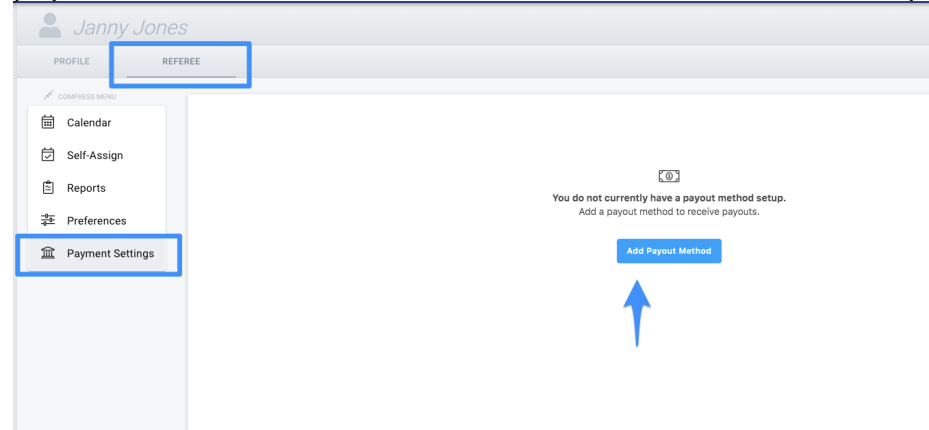 Janny Jones
PROFILE
REFEREE
COMPRESS MENU
Calendar
Self-Assign
Reports
Preferences
Payment Settings
You do not currently have a payout method setup.
Add a payout method to receive payouts.
Add Payout Method